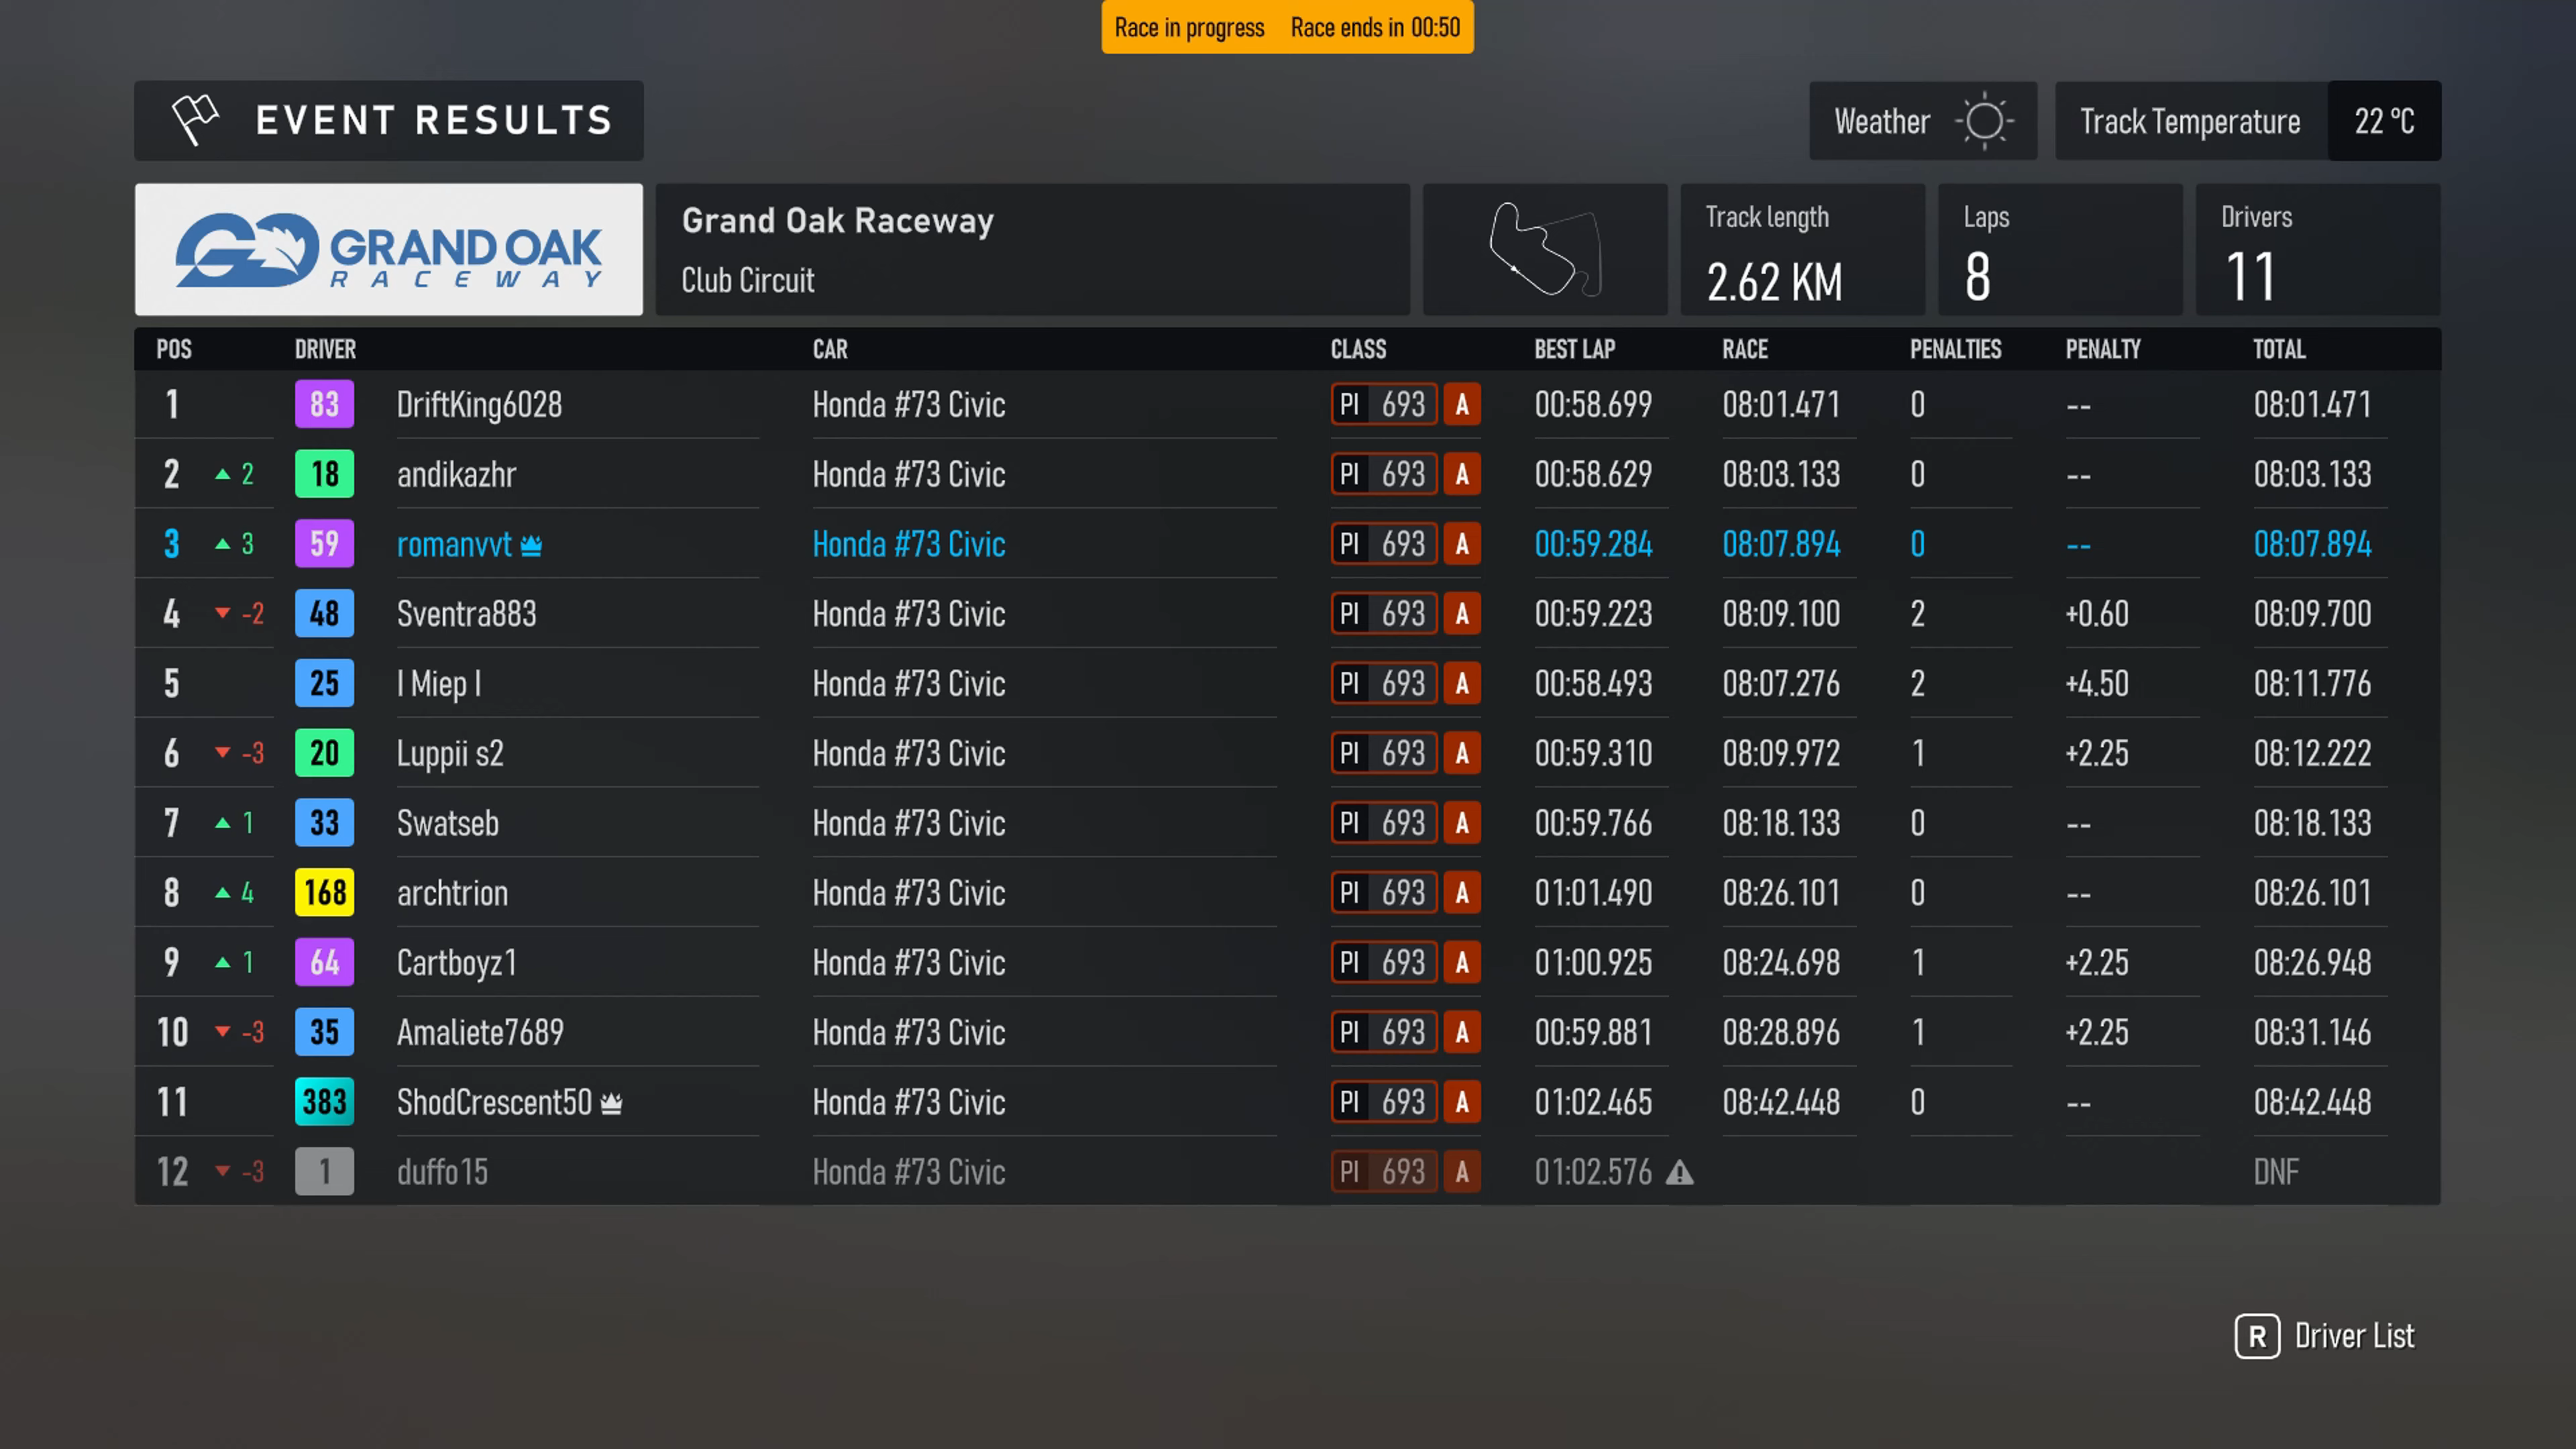 Race in progress Race ends in 00:50
EVENT RESULTS
Weather
Track Temperature 22 °C
GRAND OAK
RACEWAY
Grand Oak Raceway
Club Circuit
Track length
2.62 KM
Laps
8
Drivers
11
POS DRIVER CAR CLASS BEST LAP RACE PENALTIES PENALTY TOTAL
1 83 DriftKing6028 Honda #73 Civic PI 693 A 00:58.699 08:01.471 0 -- 08:01.471
2 ▲ 2 18 andikazhr Honda #73 Civic PI 693 A 00:58.629 08:03.133 0 -- 08:03.133
3 ▲ 3 59 romanvvt Honda #73 Civic PI 693 A 00:59.284 08:07.894 0 -- 08:07.894
4 ▼ -2 48 Sventra883 Honda #73 Civic PI 693 A 00:59.223 08:09.100 2 +0.60 08:09.700
5 25 I Miep I Honda #73 Civic PI 693 A 00:58.493 08:07.276 2 +4.50 08:11.776
6 ▼ -3 20 Luppii s2 Honda #73 Civic PI 693 A 00:59.310 08:09.972 1 +2.25 08:12.222
7 ▲ 1 33 Swatseb Honda #73 Civic PI 693 A 00:59.766 08:18.133 0 -- 08:18.133
8 ▲ 4 168 archtrion Honda #73 Civic PI 693 A 01:01.490 08:26.101 0 -- 08:26.101
9 ▲ 1 64 Cartboyz1 Honda #73 Civic PI 693 A 01:00.925 08:24.698 1 +2.25 08:26.948
10 ▼ -3 35 Amaliete7689 Honda #73 Civic PI 693 A 00:59.881 08:28.896 1 +2.25 08:31.146
11 383 ShodCrescent50 Honda #73 Civic PI 693 A 01:02.465 08:42.448 0 -- 08:42.448
12 ▼ -3 1 duffo15 Honda #73 Civic PI 693 A 01:02.576 DNF
R Driver List